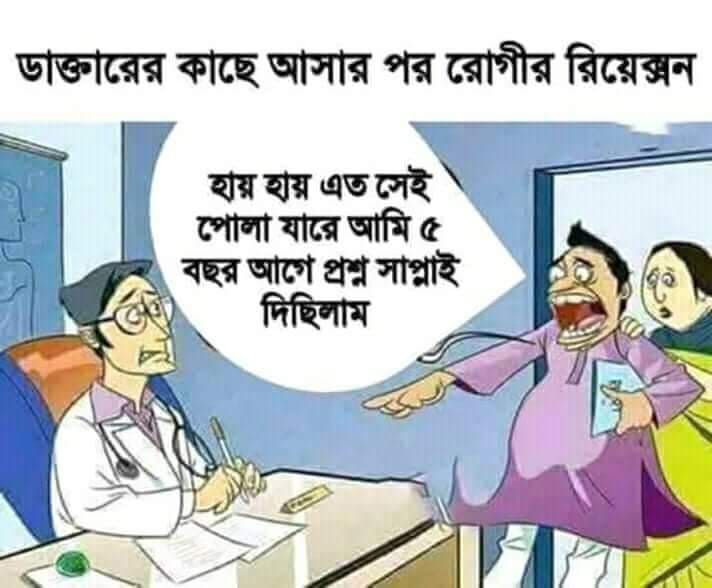 ডাক্তারের কাছে আসার পর রোগীর রিয়েক্সন
হায় হায় এত সেই
পোলা যারে আমি ৫
বছর আগে প্রশ্ন সাপ্লাই
দিছিলাম